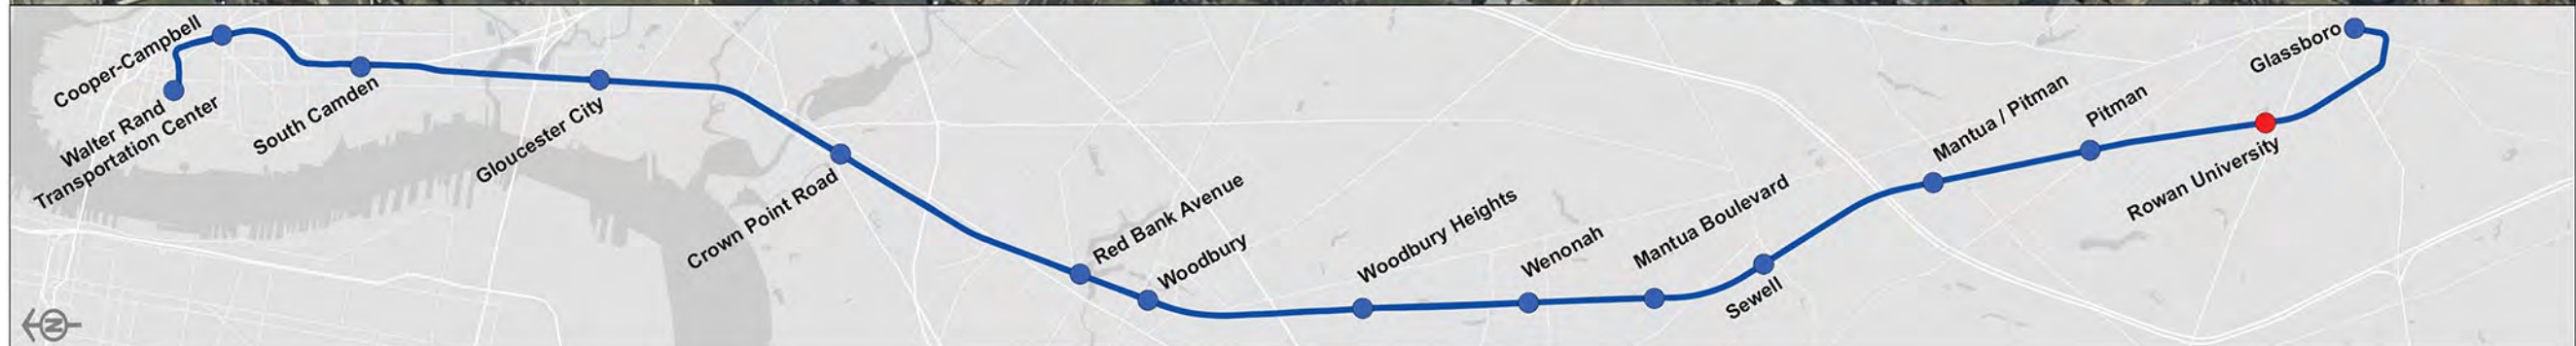 Cooper-Campbell
Walter Rand
Transportation Center
South Camden
Gloucester City
Crown Point Road
Red Bank Avenue
Woodbury
Woodbury Heights
Wenonah
Mantua Boulevard
Sewell
Mantua / Pitman
Pitman
Rowan University
Glassboro
N